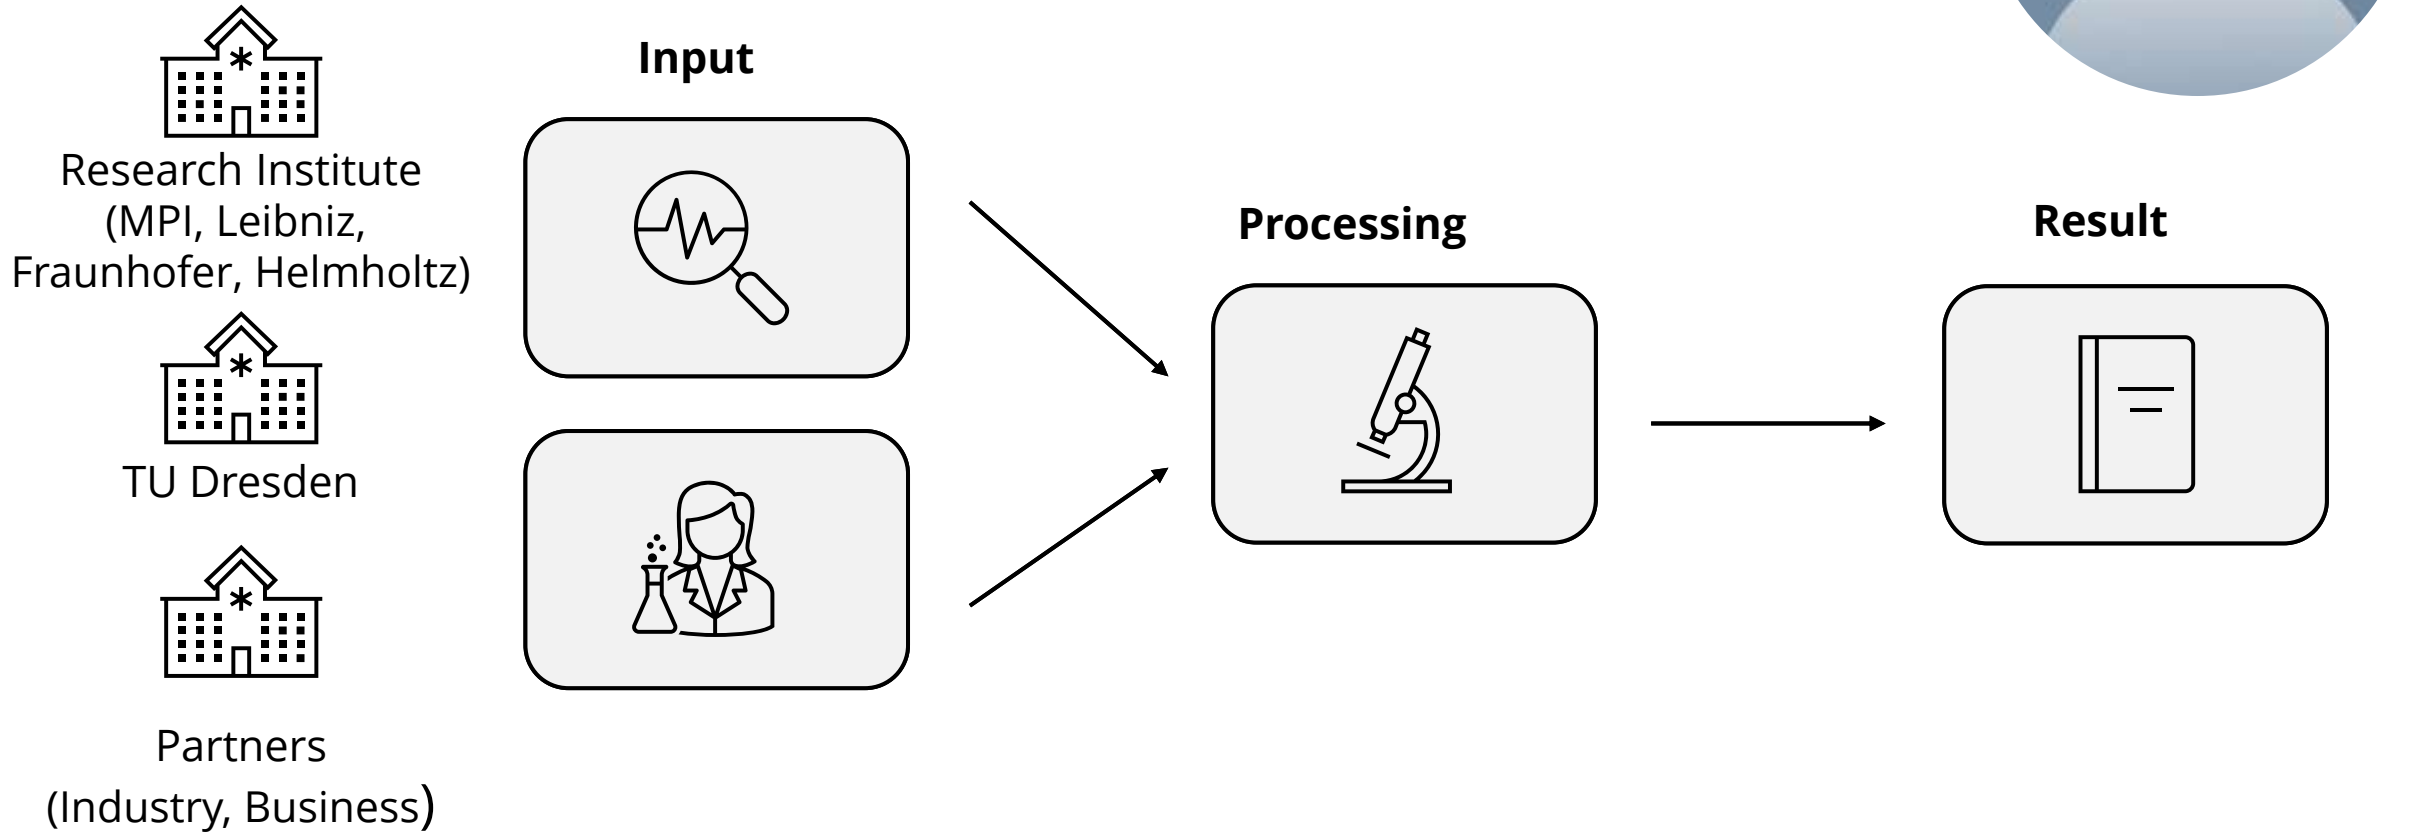 Research Institute
(MPI, Leibniz,
Fraunhofer, Helmholtz)
TU Dresden
Partners
(Industry, Business)
Input
Processing
Result